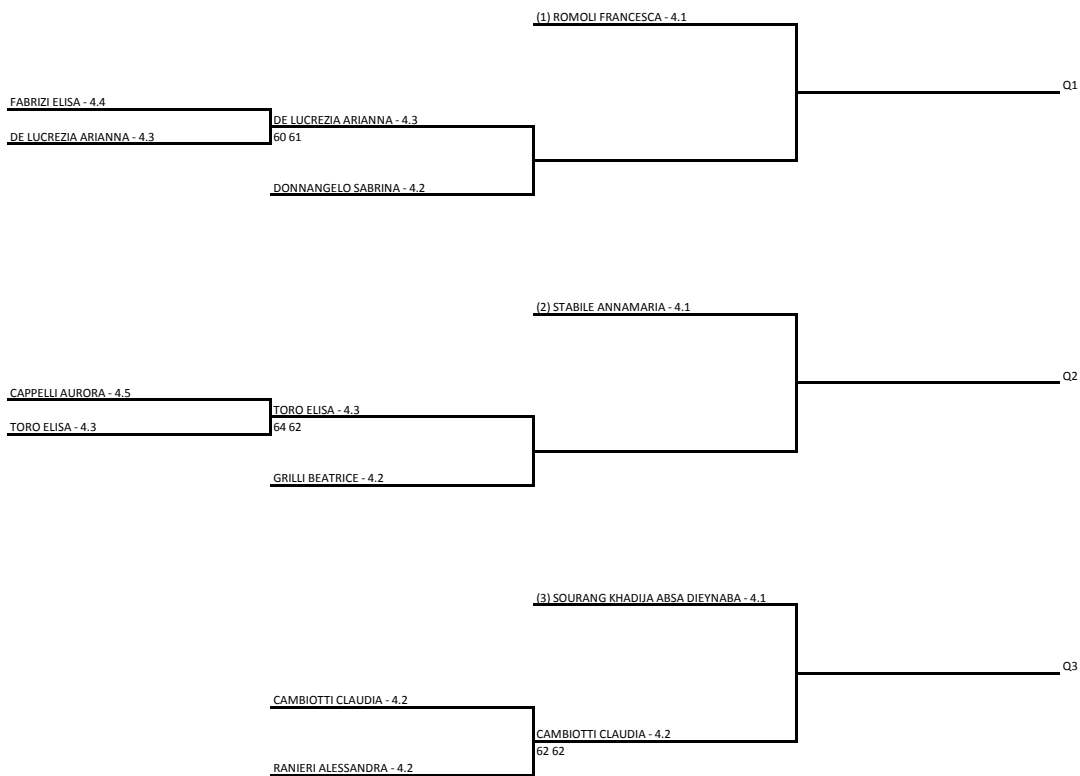 (1) ROMOLI FRANCESCA - 4.1
Q1
FABRIZI ELISA - 4.4
DE LUCREZIA ARIANNA - 4.3
DE LUCREZIA ARIANNA - 4.3
60 61
DONNANGELO SABRINA - 4.2
(2) STABILE ANNAMARIA - 4.1
Q2
CAPPELLI AURORA - 4.5
TORO ELISA - 4.3
TORO ELISA - 4.3
64 62
GRILLI BEATRICE - 4.2
(3) SOURANG KHADIJA ABSA DIEYNABA - 4.1
Q3
CAMBIOTTI CLAUDIA - 4.2
CAMBIOTTI CLAUDIA - 4.2
62 62
RANIERI ALESSANDRA - 4.2